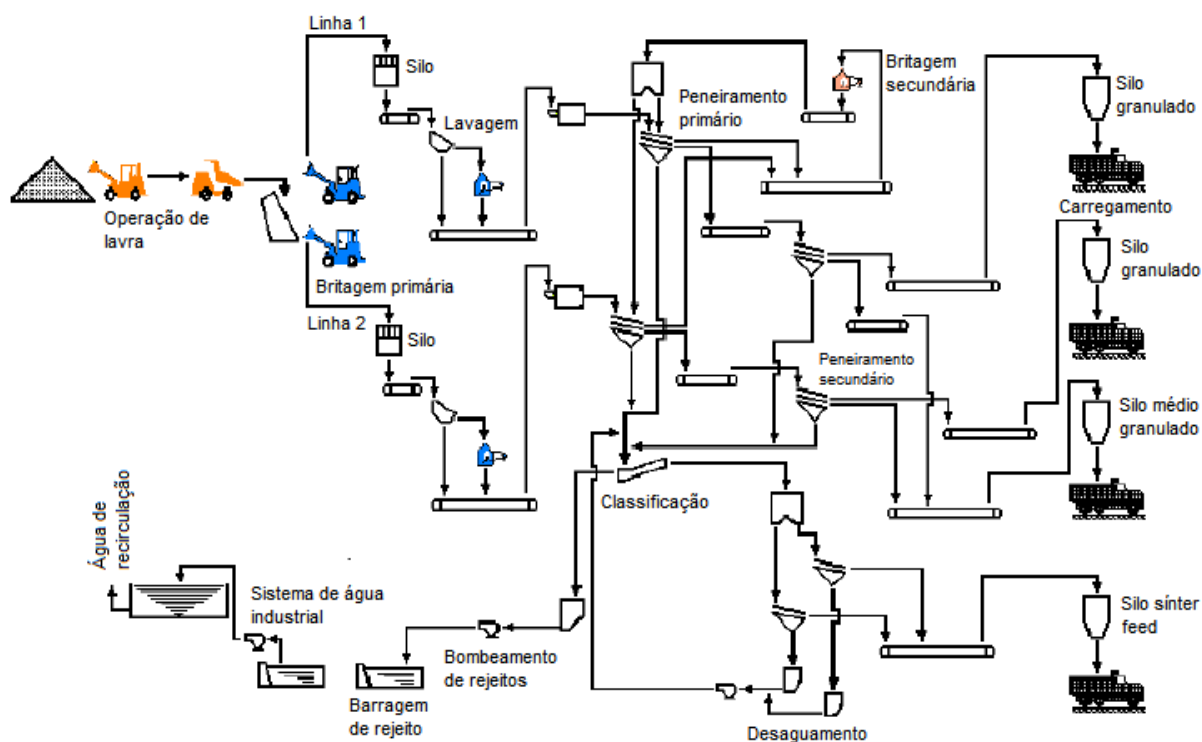 Linha 1
Silo
Lavagem
Operação de
lavra
Britagem primária
Linha 2
Silo
Peneiramento
primário
Britagem
secundária
Silo
granulado
Carregamento
Silo
granulado
Peneiramento
secundário
Silo médio
granulado
Classificação
Água de
recirculação
Sistema de água
industrial
Barragem
de rejeito
Bombeamento
de rejeitos
Desaguamento
Silo sínter
feed